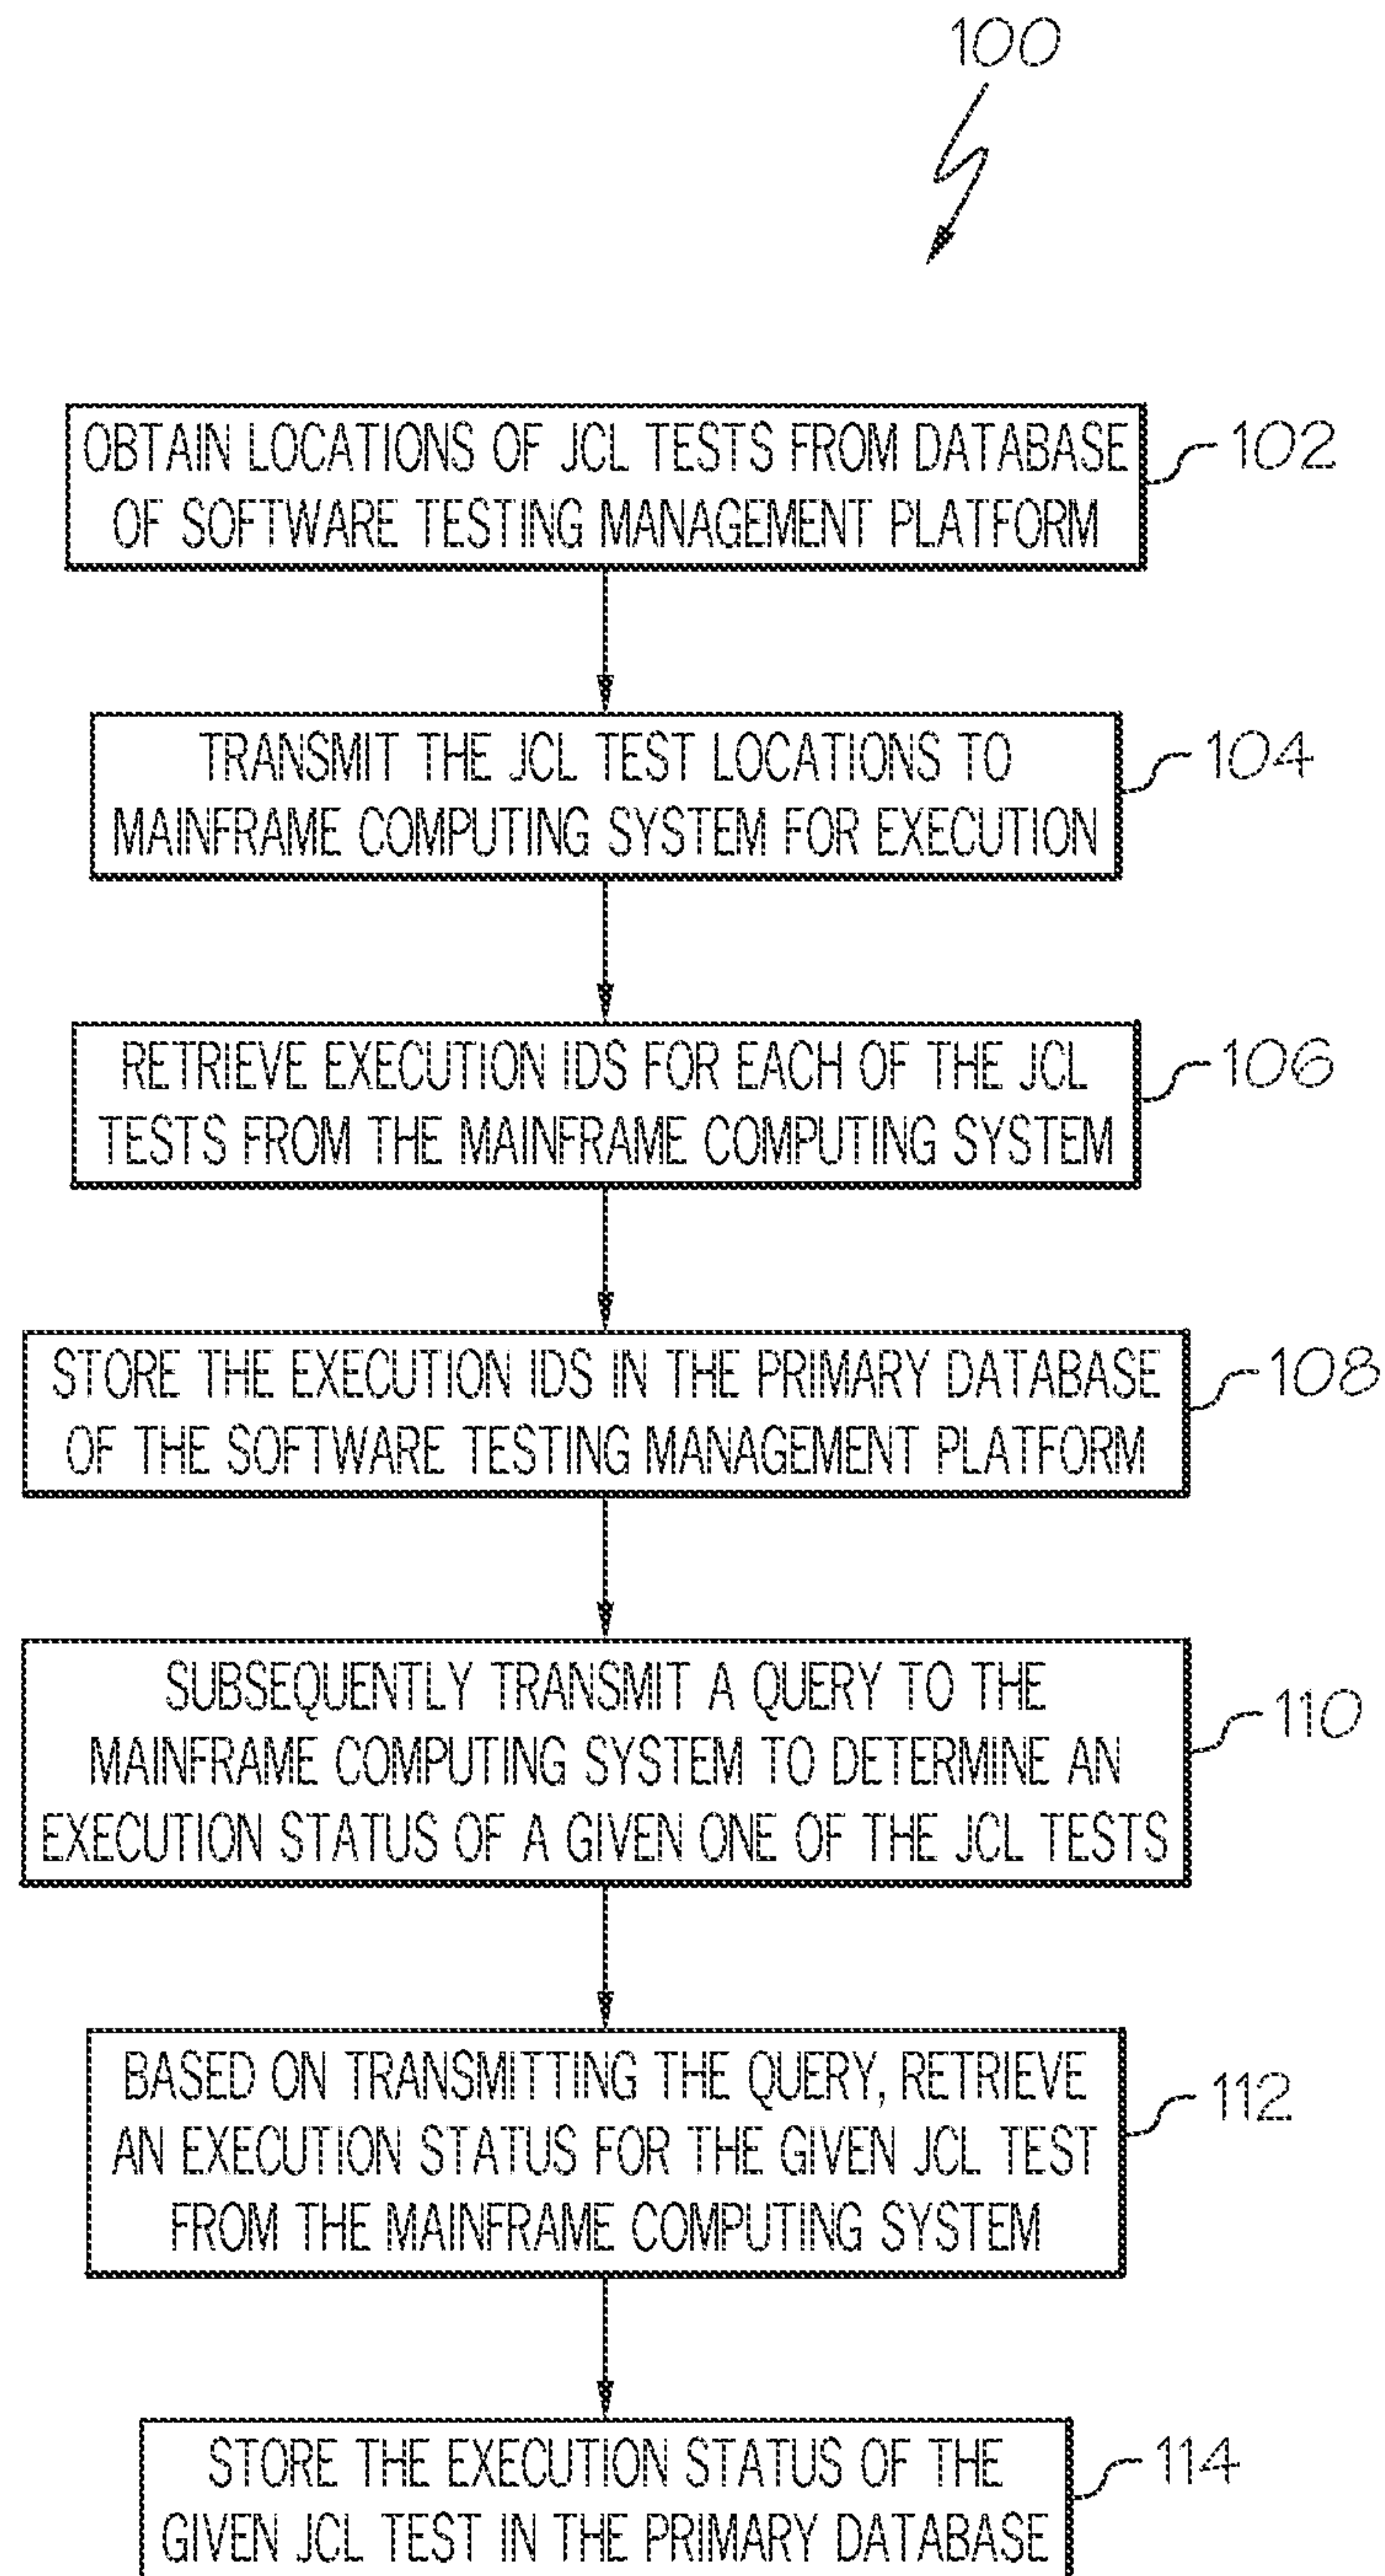 100
OBTAIN LOCATIONS OF JCL TESTS FROM DATABASE
OF SOFTWARE TESTING MANAGEMENT PLATFORM
102
TRANSMIT THE JCL TEST LOCATIONS TO
MAINFRAME COMPUTING SYSTEM FOR EXECUTION
104
RETRIEVE EXECUTION IDS FOR EACH OF THE JCL
TESTS FROM THE MAINFRAME COMPUTING SYSTEM
106
STORE THE EXECUTION IDS IN THE PRIMARY DATABASE
OF THE SOFTWARE TESTING MANAGEMENT PLATFORM
108
SUBSEQUENTLY TRANSMIT A QUERY TO THE
MAINFRAME COMPUTING SYSTEM TO DETERMINE AN
EXECUTION STATUS OF A GIVEN ONE OF THE JCL TESTS
110
BASED ON TRANSMITTING THE QUERY, RETRIEVE
AN EXECUTION STATUS FOR THE GIVEN JCL TEST
FROM THE MAINFRAME COMPUTING SYSTEM
112
STORE THE EXECUTION STATUS OF THE
GIVEN JCL TEST IN THE PRIMARY DATABASE
114